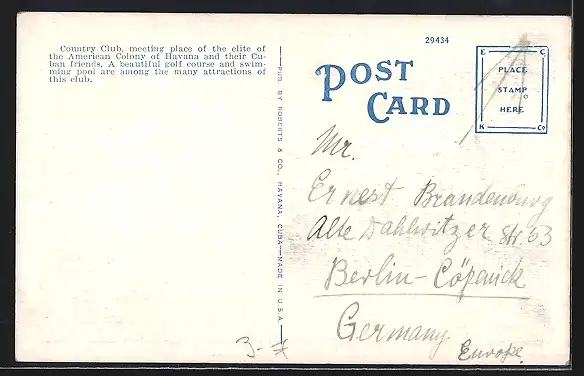 Country Club, meeting place of the elite of
the American Colony of Havana and their Cu-
ban friends. A beautiful golf course and swim-
ming pool are among the many attractions of
this club.
PUB. BY ROBERTS & CO., HAVANA, CUBA—MADE IN U.S.A.
29434
POST
CARD
E C
PLACE
STAMP
HERE
K Co
Mr.
Ernest Brandenburg
Alte Dahlwitzer Str. 53
Berlin-Cöpenick
Germany
Europe.
3-